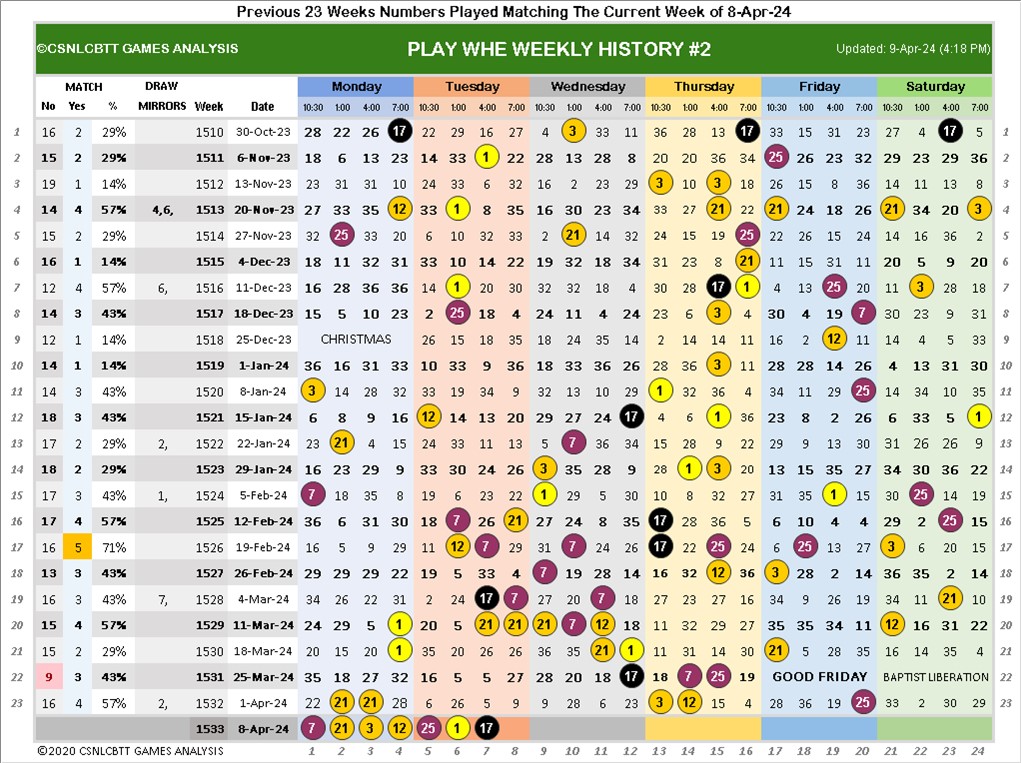 Previous 23 Weeks Numbers Played Matching The Current Week of 8-Apr-24
©CSNLCBTT GAMES ANALYSIS PLAY WHE WEEKLY HISTORY #2 Updated: 9-Apr-24 (4:18 PM)
MATCH DRAW Monday Tuesday Wednesday Thursday Friday Saturday
No Yes % MIRRORS Week Date 10:30 1:00 4:00 7:00 10:30 1:00 4:00 7:00 10:30 1:00 4:00 7:00 10:30 1:00 4:00 7:00 10:30 1:00 4:00 7:00 10:30 1:00 4:00 7:00
1 16 2 29% 1510 30-Oct-23 28 22 26 17 22 29 16 27 4 3 33 11 36 28 13 16 33 15 31 23 27 4 23 5 1
2 15 2 29% 1511 6-Nov-23 18 6 13 23 14 33 1 22 28 13 28 8 20 20 36 34 25 26 23 32 29 23 29 36 2
3 19 1 14% 1512 13-Nov-23 23 31 31 10 24 33 6 32 16 2 23 29 3 10 3 18 26 15 8 36 14 11 13 8 3
4 14 4 57% 4,6, 1513 20-Nov-23 27 33 35 12 33 1 8 35 16 30 23 34 33 27 21 22 21 24 18 26 21 34 20 3 4
5 15 2 29% 1514 27-Nov-23 32 25 33 20 6 10 32 33 2 21 14 32 24 15 19 25 22 26 15 5 14 16 36 2 5
6 16 1 14% 1515 4-Dec-23 18 11 32 31 33 10 14 22 19 32 18 34 31 23 8 21 11 15 31 11 20 5 9 20 6
7 12 4 57% 6, 1516 11-Dec-23 16 28 36 36 14 1 20 30 32 32 18 4 30 28 17 1 4 13 25 20 11 3 28 18 7
8 14 3 43% 1517 18-Dec-23 15 5 10 23 2 25 18 4 24 11 4 24 23 6 3 4 30 4 19 7 30 23 9 31 8
9 12 1 14% 1518 25-Dec-23 CHRISTMAS 26 15 18 35 18 24 35 14 2 14 14 11 16 2 12 11 14 4 5 33 9
10 14 1 14% 1519 1-Jan-24 36 16 31 33 10 33 9 36 18 33 36 26 28 36 3 11 28 28 14 26 4 13 31 30 10
11 14 3 43% 1520 8-Jan-24 3 14 28 32 33 19 34 9 32 13 10 29 1 32 36 4 34 11 29 25 14 34 10 35 11
12 18 3 43% 1521 15-Jan-24 6 8 9 16 12 14 13 20 29 27 24 17 4 6 1 36 23 8 2 26 6 33 5 1 12
13 17 2 29% 2, 1522 22-Jan-24 23 21 4 15 24 33 11 13 5 7 36 34 15 28 9 22 29 9 13 30 31 26 26 9 13
14 18 2 29% 1523 29-Jan-24 16 23 29 9 33 30 24 26 3 35 28 9 28 1 3 20 13 15 35 27 34 30 36 22 14
15 17 3 43% 1, 1524 5-Feb-24 7 18 35 8 19 6 23 22 1 29 5 30 10 8 32 27 31 35 1 15 30 22 14 19 15
16 17 4 57% 1525 12-Feb-24 36 6 31 30 18 7 26 21 27 24 8 35 17 28 36 5 6 10 4 4 29 2 25 15 16
17 16 5 71% 1526 19-Feb-24 16 5 9 29 11 12 7 29 31 7 24 26 17 22 25 24 6 25 13 27 3 6 20 15 17
18 13 3 43% 1527 26-Feb-24 29 29 29 22 19 5 33 4 7 19 28 14 16 32 12 36 3 28 2 14 36 35 2 14 18
19 16 3 43% 7, 1528 4-Mar-24 34 26 22 31 2 24 17 7 27 20 7 18 27 23 27 16 34 9 26 19 34 11 21 10 19
20 15 4 57% 1529 11-Mar-24 24 29 5 1 20 5 21 21 21 7 12 18 11 32 29 27 35 35 34 11 12 16 31 22 20
21 15 2 29% 1530 18-Mar-24 20 15 20 1 35 20 26 26 35 36 21 1 11 31 14 30 21 5 28 35 16 14 35 4 21
22 9 3 43% 1531 25-Mar-24 35 18 27 32 16 5 5 27 28 20 18 17 18 7 25 19 GOOD FRIDAY BAPTIST LIBERATION 22
23 16 4 57% 2, 1532 1-Apr-24 22 21 21 28 6 26 5 27 9 28 6 22 3 12 15 4 28 36 19 25 33 2 30 29 23
1533 8-Apr-24 7 21 3 12 25 1 17
©2020 CSNLCBTT GAMES ANALYSIS 1 2 3 4 5 6 7 8 9 10 11 12 13 14 15 16 17 18 19 20 21 22 23 24